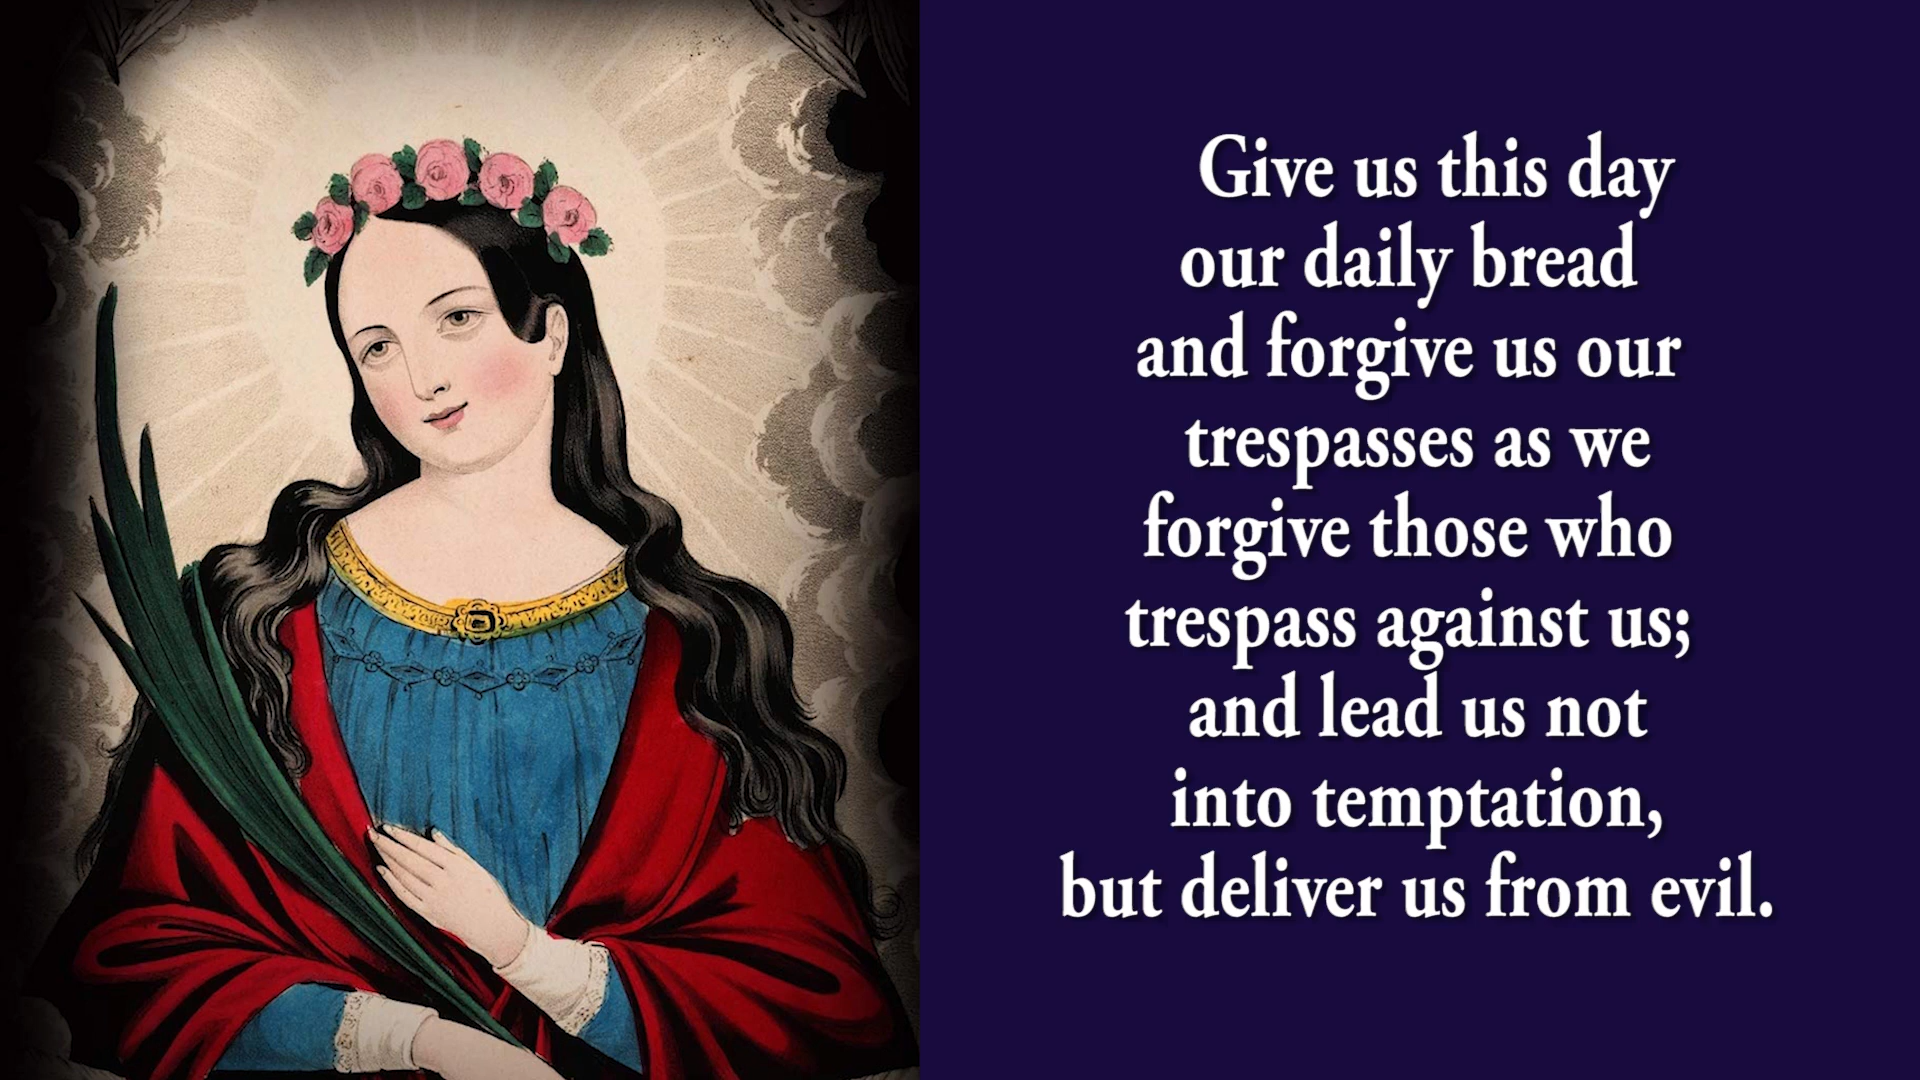 Give us this day
our daily bread
and forgive us our
trespasses as we
forgive those who
trespass against us;
and lead us not
into temptation,
but deliver us from evil.